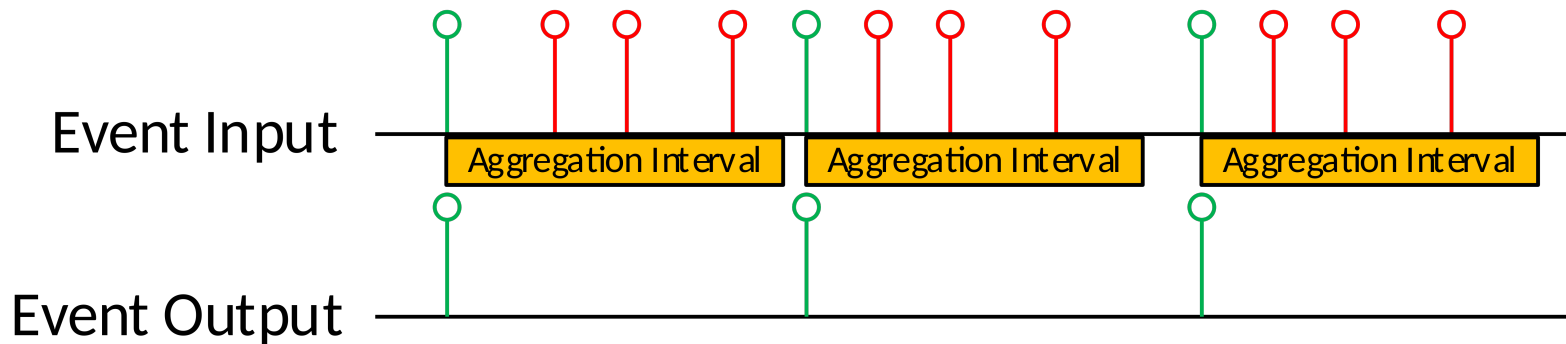 Event Input
Aggregation Interval Aggregation Interval Aggregation Interval
Event Output